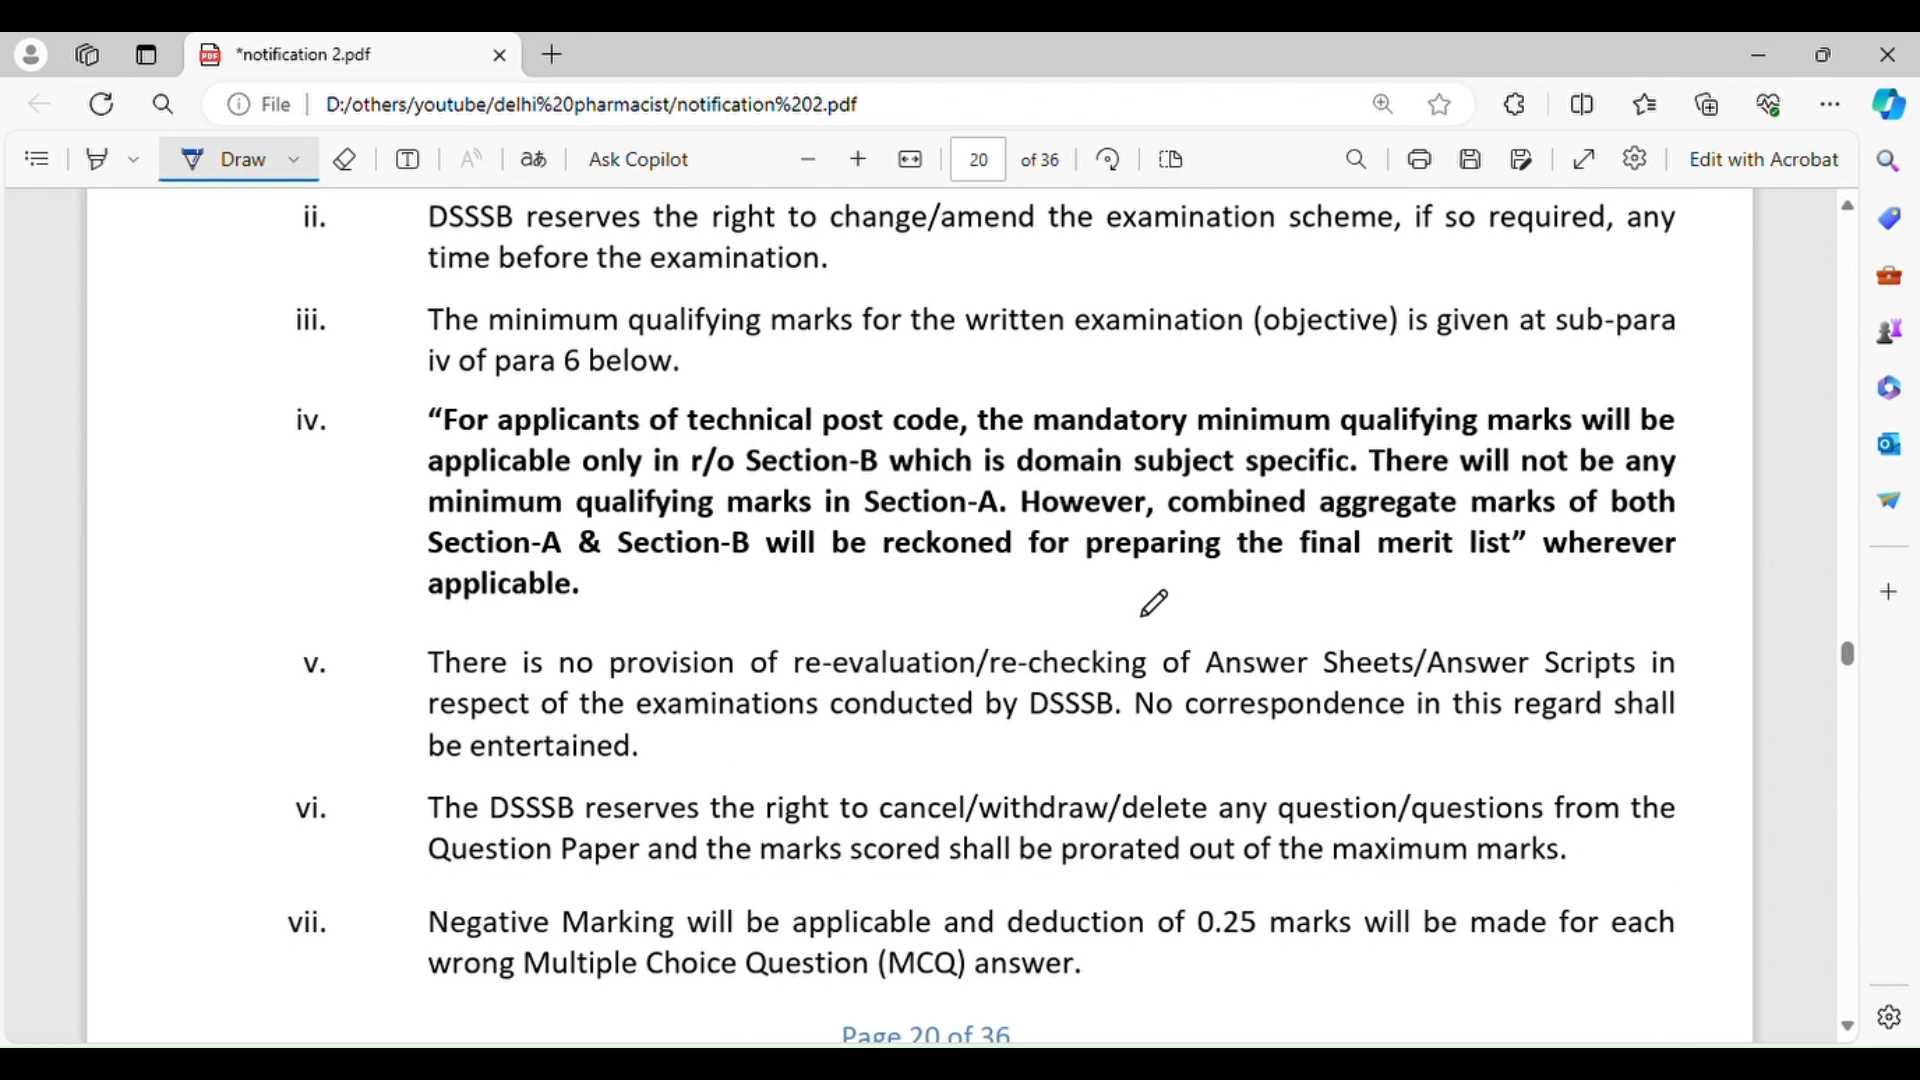 *notification 2.pdf
File
D:/others/youtube/delhi%20pharmacist/notification%202.pdf
Draw
Ask Copilot
20
of 36
Edit with Acrobat
ii. DSSSB reserves the right to change/amend the examination scheme, if so required, any
time before the examination.
iii. The minimum qualifying marks for the written examination (objective) is given at sub-para
iv of para 6 below.
iv. “For applicants of technical post code, the mandatory minimum qualifying marks will be
applicable only in r/o Section-B which is domain subject specific. There will not be any
minimum qualifying marks in Section-A. However, combined aggregate marks of both
Section-A & Section-B will be reckoned for preparing the final merit list” wherever
applicable.
v. There is no provision of re-evaluation/re-checking of Answer Sheets/Answer Scripts in
respect of the examinations conducted by DSSSB. No correspondence in this regard shall
be entertained.
vi. The DSSSB reserves the right to cancel/withdraw/delete any question/questions from the
Question Paper and the marks scored shall be prorated out of the maximum marks.
vii. Negative Marking will be applicable and deduction of 0.25 marks will be made for each
wrong Multiple Choice Question (MCQ) answer.
Page 20 of 36